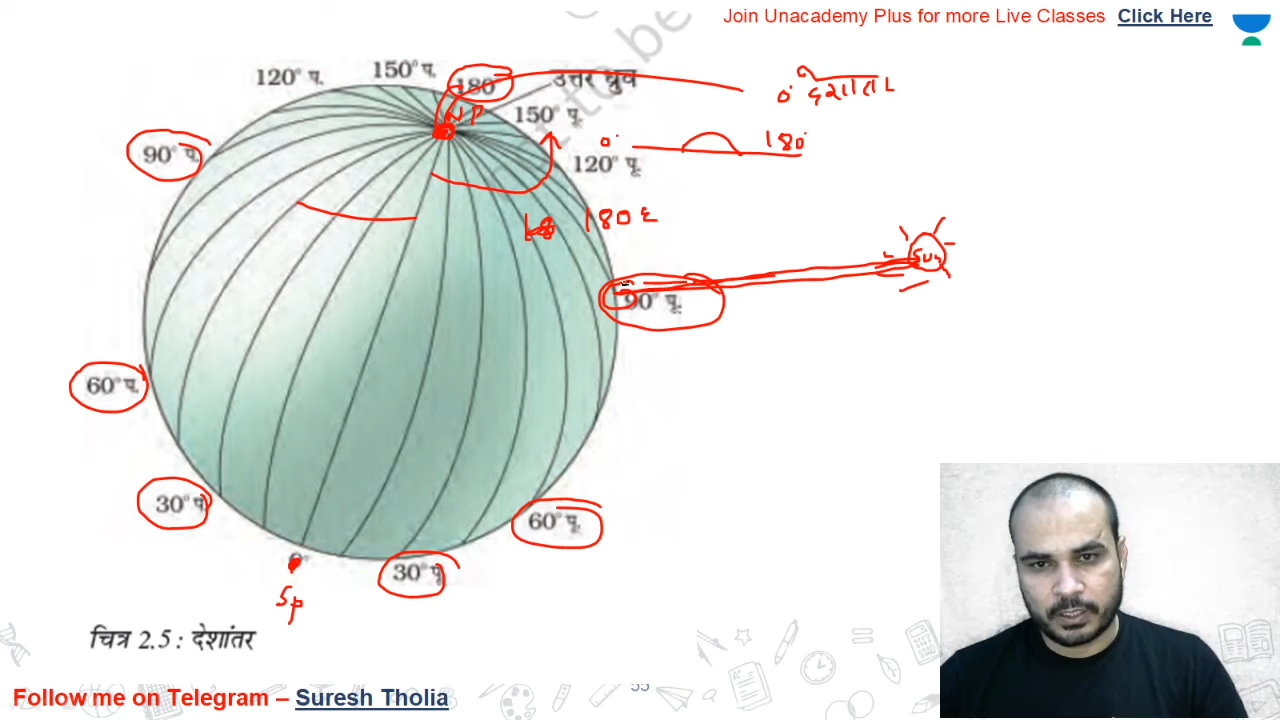 Join Unacademy Plus for more Live Classes Click Here
120° प.
150° प.
180
उत्तर ध्रुव
NP
150° पू.
0°
0°
180
90° प.
120° पू.
180 E
Sun
90° पू.
60° प.
30° प.
60° पू.
30° पू.
Sp
चित्र 2.5 : देशांतर
55
Follow me on Telegram – Suresh Tholia